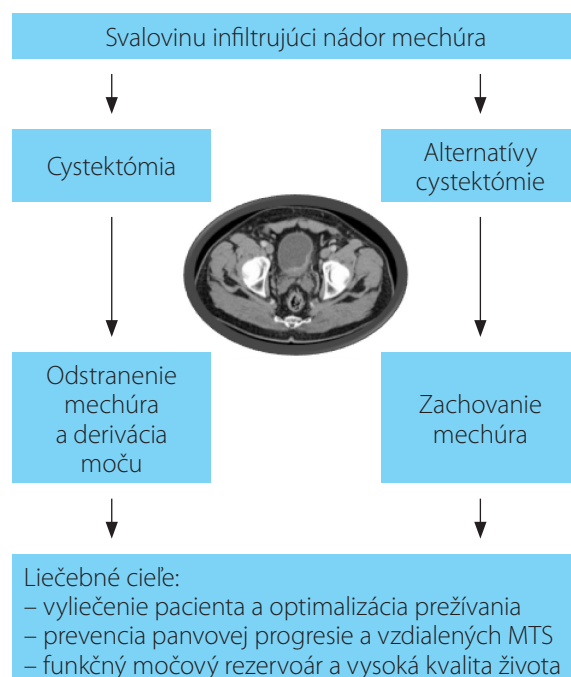 Svalovinu infiltrujúci nádor mechúra
Cystektómia
Alternatívy
cystektómie
Odstranenie
mechúra
a derivácia
moču
Zachovanie
mechúra
Liečebné cieľe:
– vyliečenie pacienta a optimalizácia prežívania
– prevencia panvovej progresie a vzdialených MTS
– funkčný močový rezervoár a vysoká kvalita života